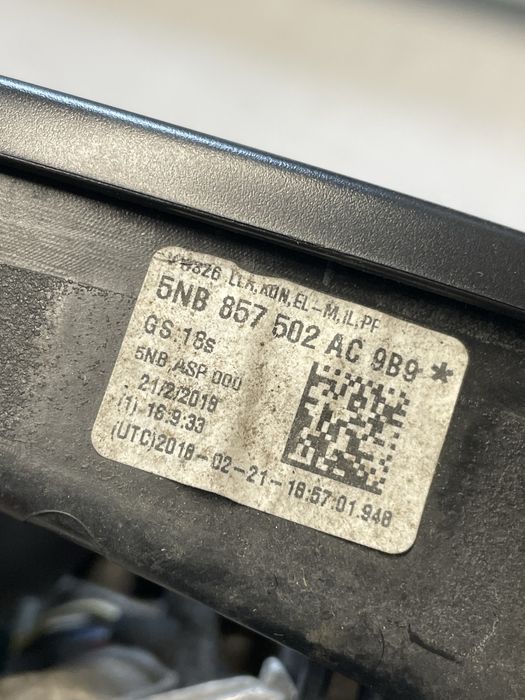 LLR,KON,EL-M,IL,PF
5NB 857 502 AC 9B9 *
GS:18s
5NB,ASP,000
21/2/2018
(1) 16:9:33
(UTC)2018-02-21-16:57:01.948